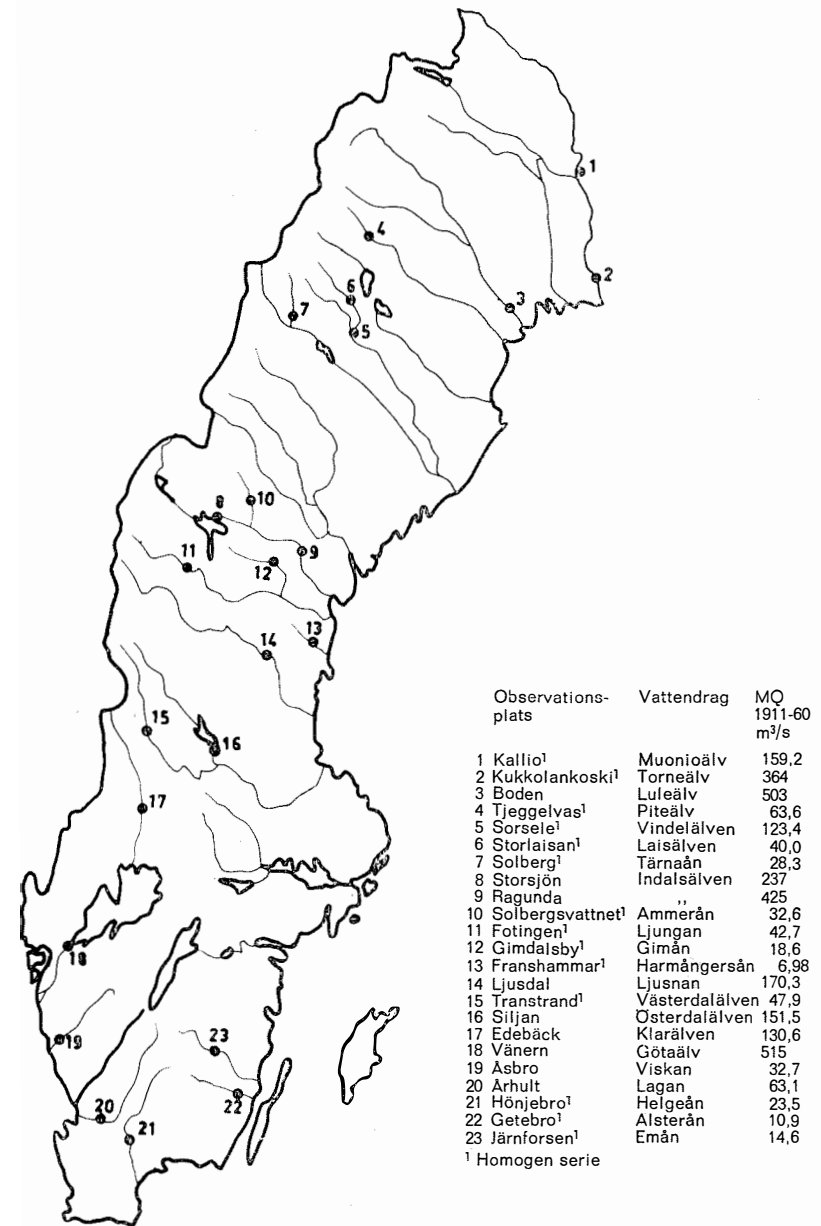 1
2
3
4
5
6
7
8
9
10
11
12
13
14
15
16
17
18
19
20
21
22
23
Observations-plats Vattendrag MQ
1911-60
m³/s
1 Kallio¹ Muonioälv 159,2
2 Kukkolankoski¹ Torneälv 364
3 Boden Luleälv 503
4 Tjeggelvas¹ Piteälv 63,6
5 Sorsele¹ Vindelälven 123,4
6 Storlaisan¹ Laisälven 40,0
7 Solberg¹ Tärnaån 28,3
8 Storsjön Indalsälven 237
9 Ragunda ,, 425
10 Solbergsvattnet¹ Ammerån 32,6
11 Fotingen¹ Ljungan 42,7
12 Gimdalsby¹ Gimån 18,6
13 Franshammar¹ Harmångersån 6,98
14 Ljusdal Ljusnan 170,3
15 Transtrand¹ Västerdalälven 47,9
16 Siljan Österdalälven 151,5
17 Edebäck Klarälven 130,6
18 Vänern Götaälv 515
19 Åsbro Viskan 32,7
20 Århult Lagan 63,1
21 Hönjebro¹ Helgeån 23,5
22 Getebro¹ Alsterån 10,9
23 Järnforsen¹ Emån 14,6
¹ Homogen serie